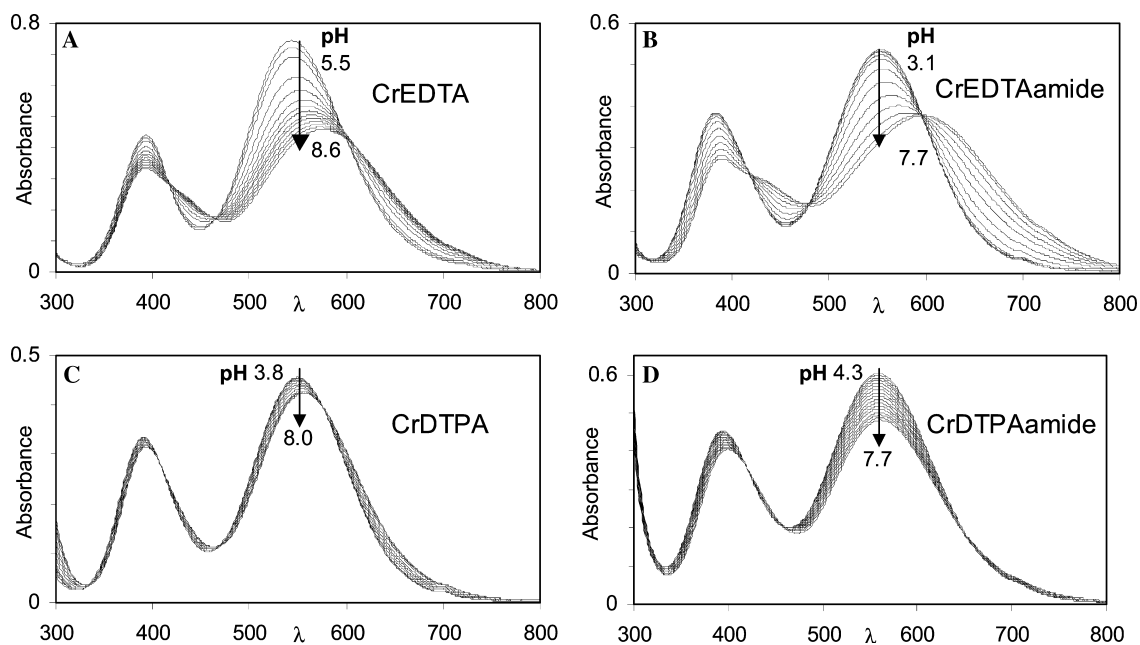 A
0.8
pH
5.5
CrEDTA
8.6
Absorbance
0
300 400 500 λ 600 700 800
B
0.6
pH
3.1
CrEDTAamide
7.7
Absorbance
0
300 400 500 λ 600 700 800
C
0.5
pH 3.8
CrDTPA
8.0
Absorbance
0
300 400 500 λ 600 700 800
D
0.6
pH 4.3
CrDTPAamide
7.7
Absorbance
0
300 400 500 λ 600 700 800